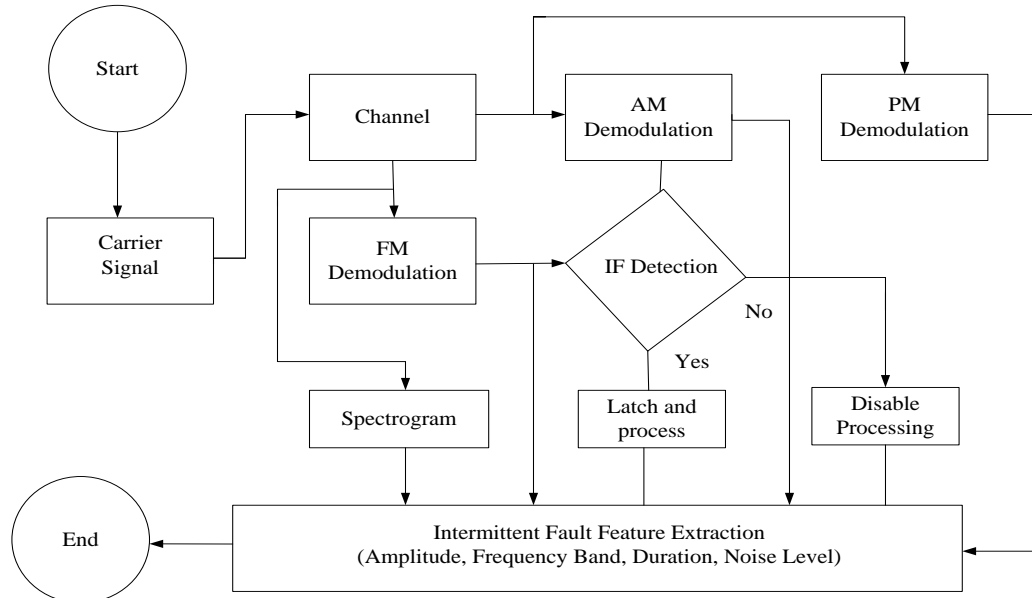 Start
Channel
AM
Demodulation
PM
Demodulation
Carrier
Signal
FM
Demodulation
IF Detection
No
Yes
Spectrogram
Latch and
process
Disable
Processing
End
Intermittent Fault Feature Extraction
(Amplitude, Frequency Band, Duration, Noise Level)